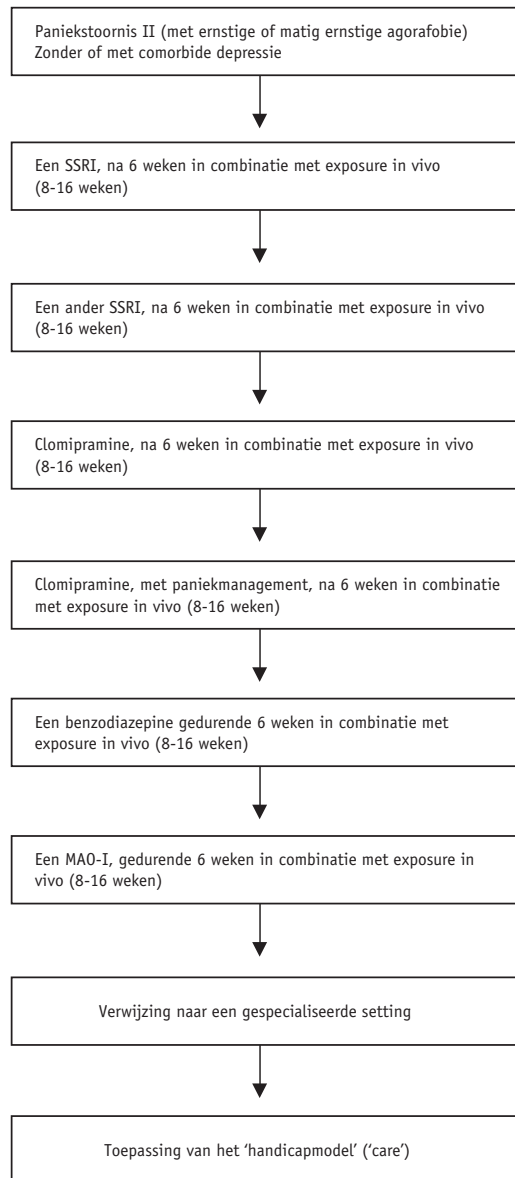 Paniekstoornis II (met ernstige of matig ernstige agorafobie)
Zonder of met comorbide depressie
Een SSRI, na 6 weken in combinatie met exposure in vivo
(8-16 weken)
Een ander SSRI, na 6 weken in combinatie met exposure in vivo
(8-16 weken)
Clomipramine, na 6 weken in combinatie met exposure in vivo
(8-16 weken)
Clomipramine, met paniekmanagement, na 6 weken in combinatie
met exposure in vivo (8-16 weken)
Een benzodiazepine gedurende 6 weken in combinatie met
exposure in vivo (8-16 weken)
Een MAO-I, gedurende 6 weken in combinatie met exposure in
vivo (8-16 weken)
Verwijzing naar een gespecialiseerde setting
Toepassing van het ‘handicapmodel’ (‘care’)